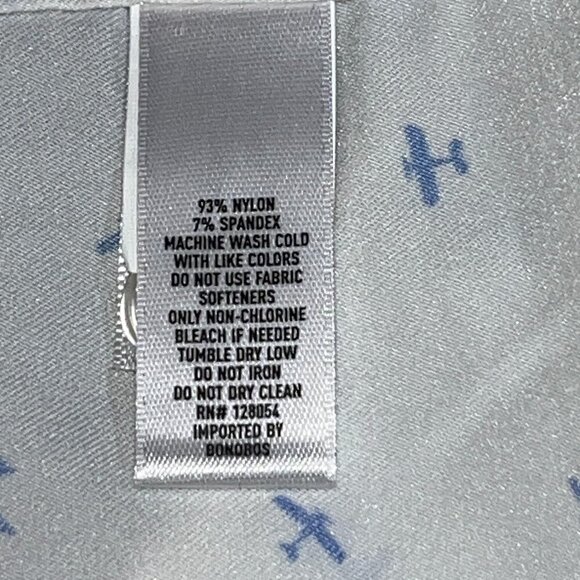 93% NYLON
7% SPANDEX
MACHINE WASH COLD
WITH LIKE COLORS
DO NOT USE FABRIC
SOFTENERS
ONLY NON-CHLORINE
BLEACH IF NEEDED
TUMBLE DRY LOW
DO NOT IRON
DO NOT DRY CLEAN
RN# 128054
IMPORTED BY
BONOBOS